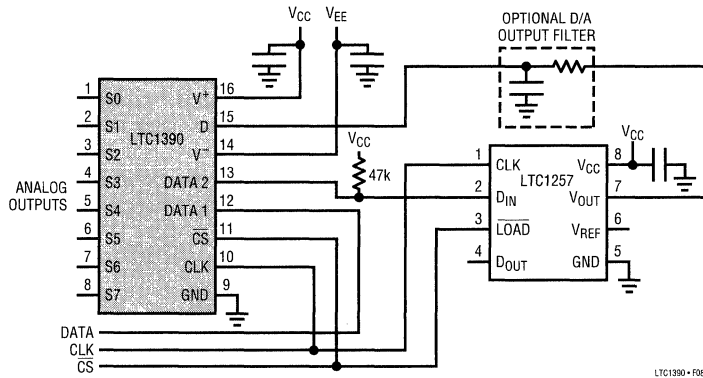 OPTIONAL D/A
OUTPUT FILTER
VCC VEE
LTC1390
1 S0 V+ 16
2 S1 D 15
3 S2 V– 14
4 S3 DATA 2 13
5 S4 DATA 1 12
6 S5 CS 11
7 S6 CLK 10
8 S7 GND 9
ANALOG
OUTPUTS
VCC
47k
VCC
LTC1257
1 CLK VCC 8
2 DIN VOUT 7
3 LOAD VREF 6
4 DOUT GND 5
DATA
CLK
CS
LTC1390 • F08